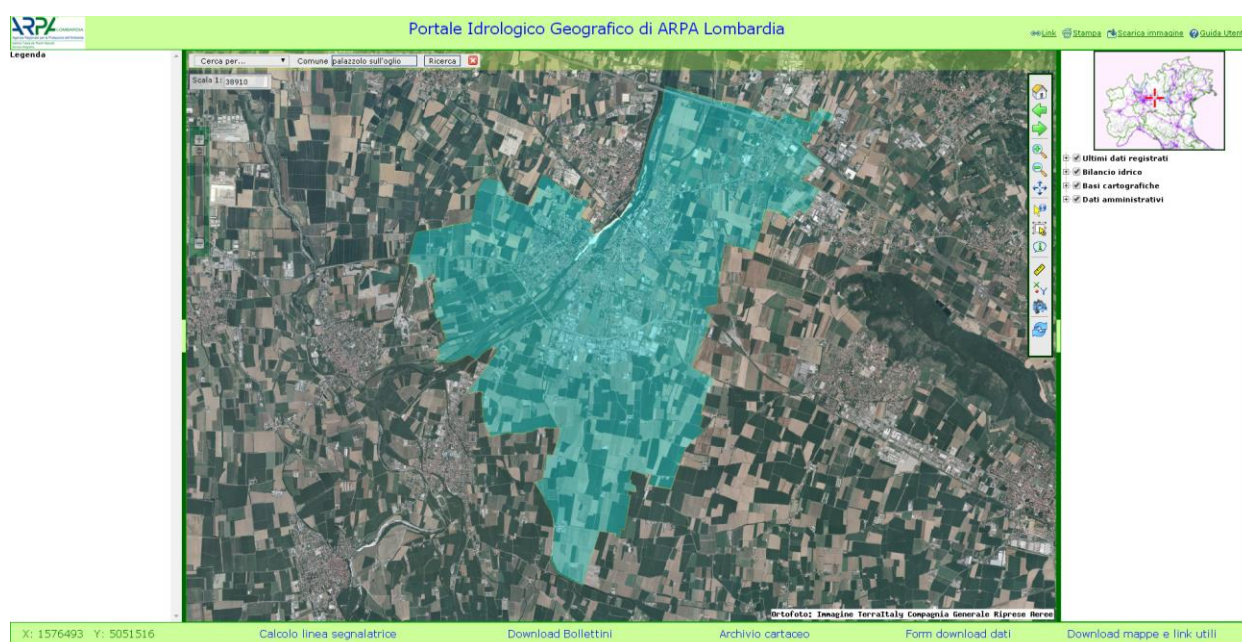 ARPA LOMBARDIA
Portale Idrologico Geografico di ARPA Lombardia
Link Stampa Scarica immagine Guida Utent
Legenda
Cerca per... Comune palazzolo sull'oglio Ricerca
Scala 1: 38910
Ultimi dati registrati
Bilancio idrico
Basi cartografiche
Dati amministrativi
Ortofoto: Immagine TerraItaly Compagnia Generale Riprese Aeree
X: 1576493 Y: 5051516 Calcolo linea segnalatrice Download Bollettini Archivio cartaceo Form download dati Download mappe e link utili